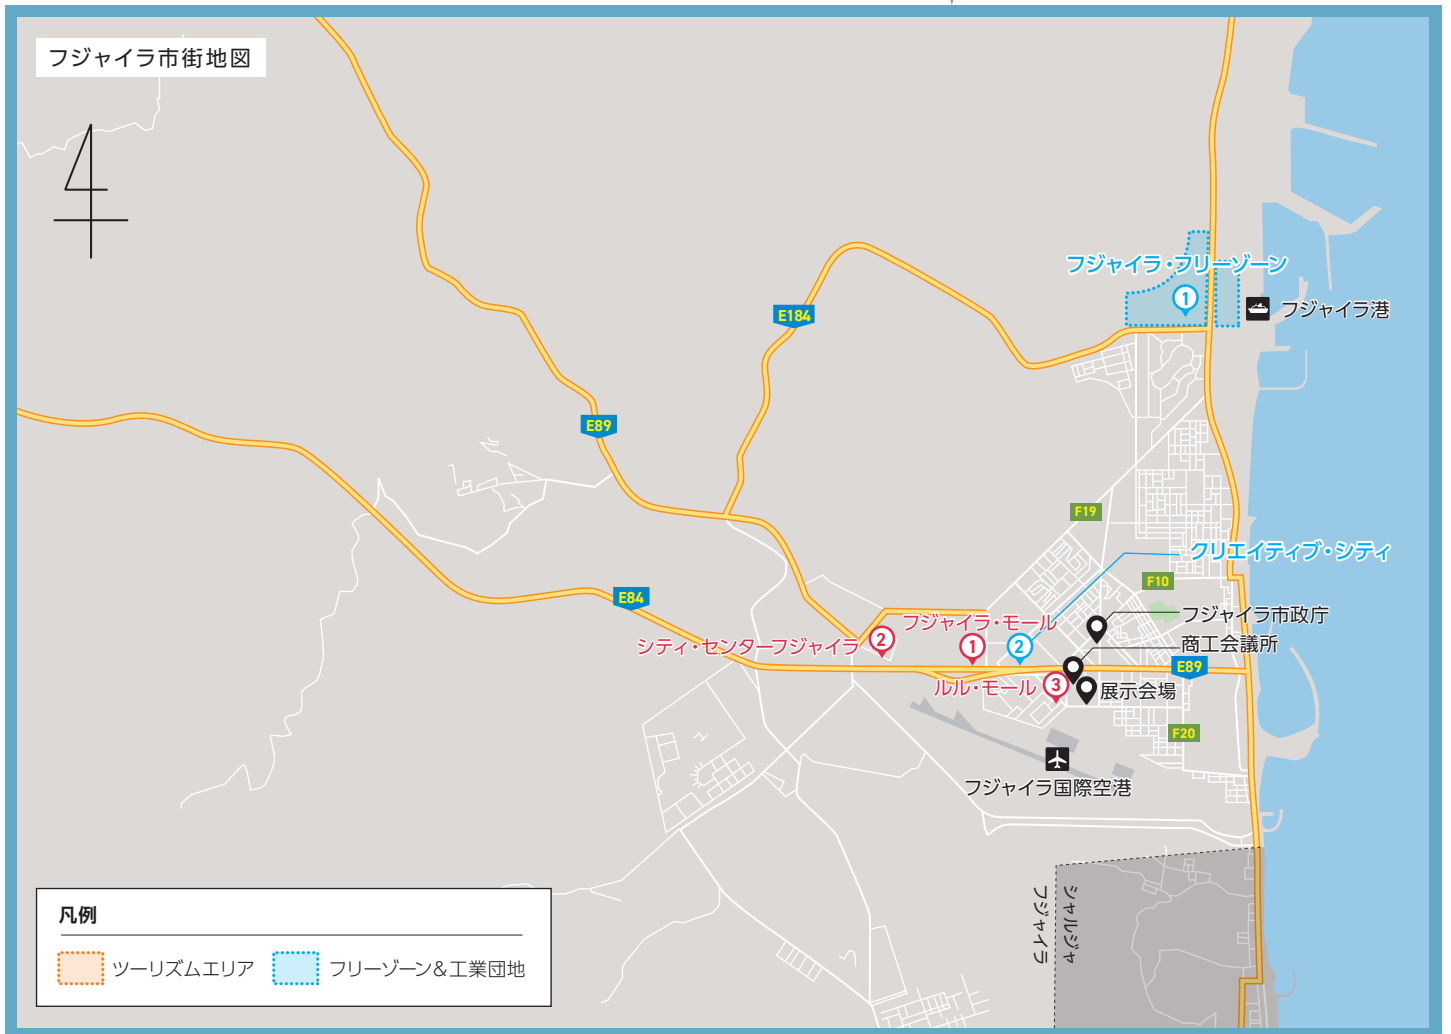 フジャイラ市街地図
フジャイラ・フリーゾーン
1
フジャイラ港
E184
E89
F19
クリエイティブ・シティ
F10
E84
フジャイラ市政庁
フジャイラ・モール
シティ・センターフジャイラ
2
1
2
商工会議所
E89
ルル・モール
3
展示会場
F20
フジャイラ国際空港
シャルジャ
フジャイラ
凡例
ツーリズムエリア
フリーゾーン&工業団地